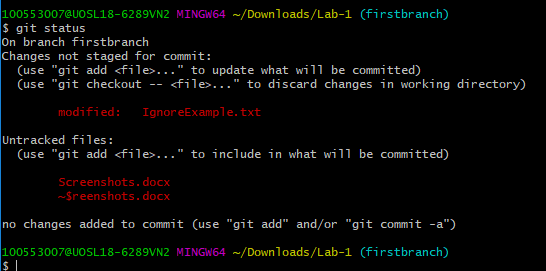 100553007@UOSL18-6289VN2 MINGW64 ~/Downloads/Lab-1 (firstbranch)
$ git status
On branch firstbranch
Changes not staged for commit:
  (use "git add <file>..." to update what will be committed)
  (use "git checkout -- <file>..." to discard changes in working directory)

        modified:   IgnoreExample.txt

Untracked files:
  (use "git add <file>..." to include in what will be committed)

        Screenshots.docx
        ~$reenshots.docx

no changes added to commit (use "git add" and/or "git commit -a")

100553007@UOSL18-6289VN2 MINGW64 ~/Downloads/Lab-1 (firstbranch)
$